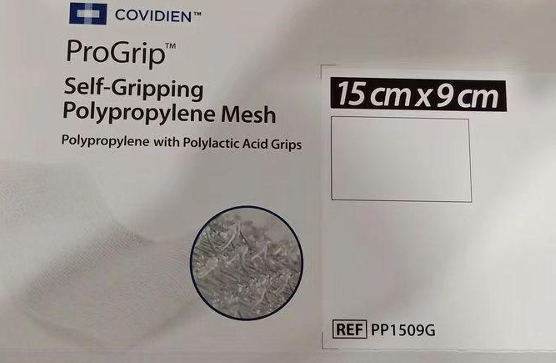 COVIDIEN™
ProGrip™
Self-Gripping
Polypropylene Mesh
Polypropylene with Polylactic Acid Grips
15 cm x 9 cm
REF PP1509G